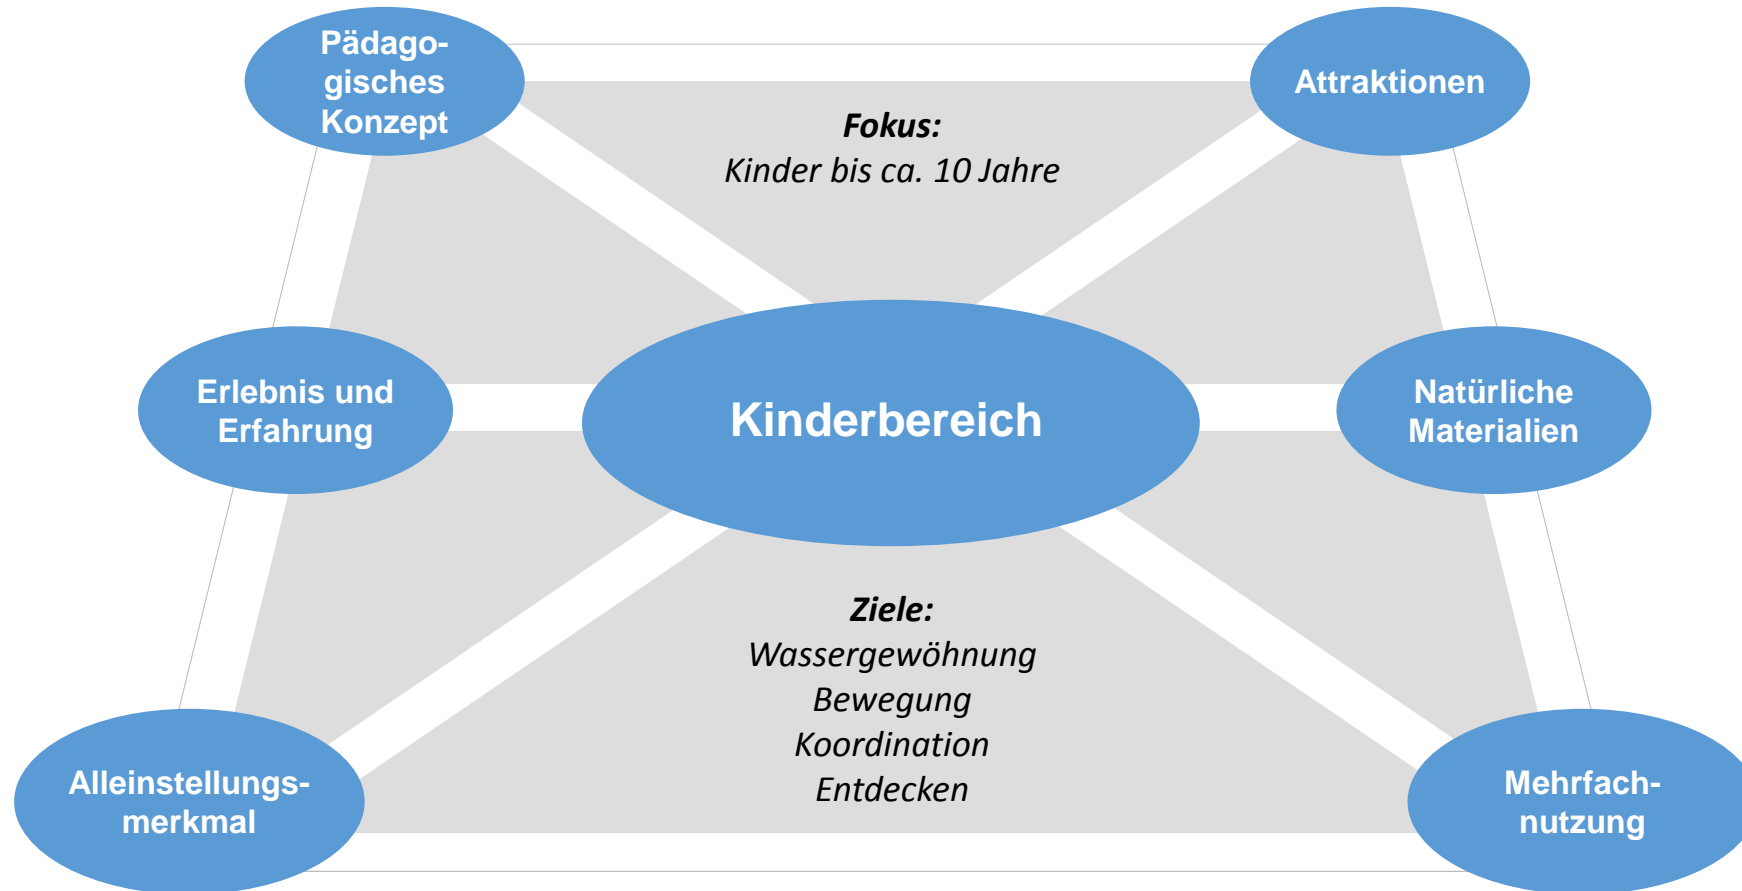 Pädago-
gisches
Konzept
Attraktionen
Fokus:
Kinder bis ca. 10 Jahre
Erlebnis und
Erfahrung
Kinderbereich
Natürliche
Materialien
Ziele:
Wassergewöhnung
Bewegung
Koordination
Entdecken
Alleinstellungs-
merkmal
Mehrfach-
nutzung